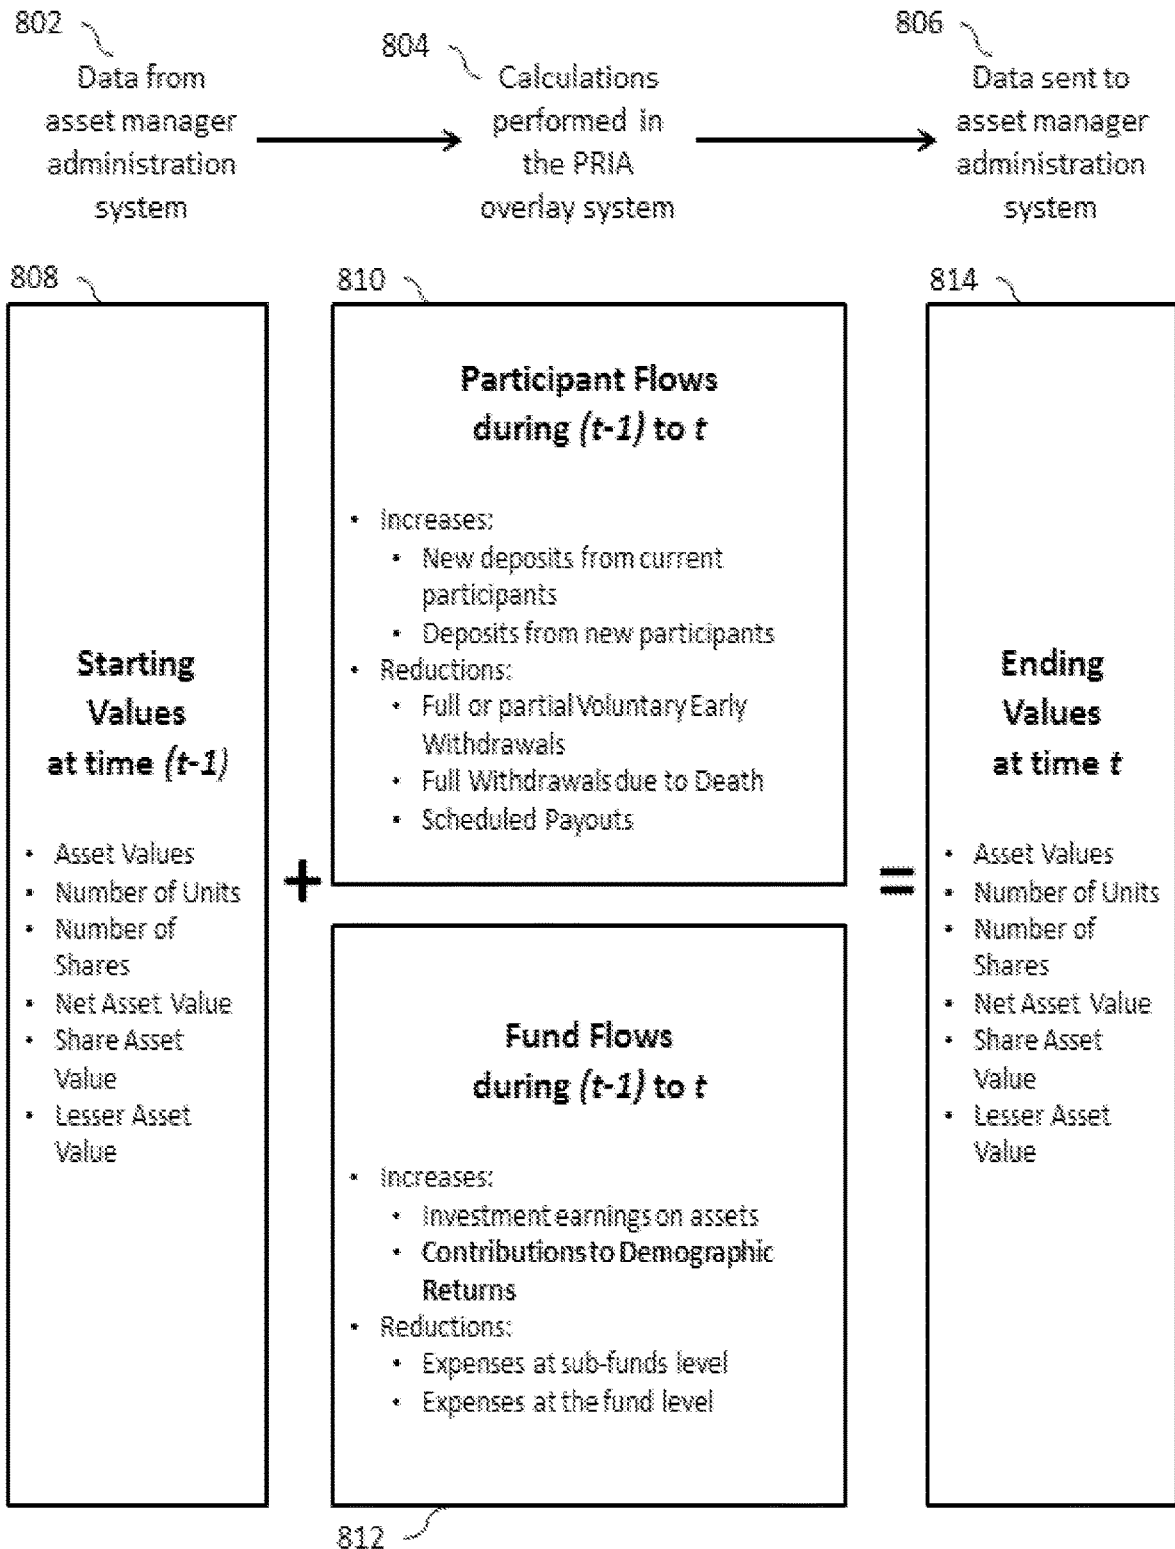 802
Data from
asset manager
administration
system
804
Calculations
performed in
the PRIA
overlay system
806
Data sent to
asset manager
administration
system
808
Starting
Values
at time (t-1)
• Asset Values
• Number of Units
• Number of
Shares
• Net Asset Value
• Share Asset
Value
• Lesser Asset
Value
+
810
Participant Flows
during (t-1) to t
• Increases:
• New deposits from current
participants
• Deposits from new participants
• Reductions:
• Full or partial Voluntary Early
Withdrawals
• Full Withdrawals due to Death
• Scheduled Payouts
Fund Flows
during (t-1) to t
• Increases:
• Investment earnings on assets
• Contributions to Demographic
Returns
• Reductions:
• Expenses at sub-funds level
• Expenses at the fund level
812
=
814
Ending
Values
at time t
• Asset Values
• Number of Units
• Number of
Shares
• Net Asset Value
• Share Asset
Value
• Lesser Asset
Value